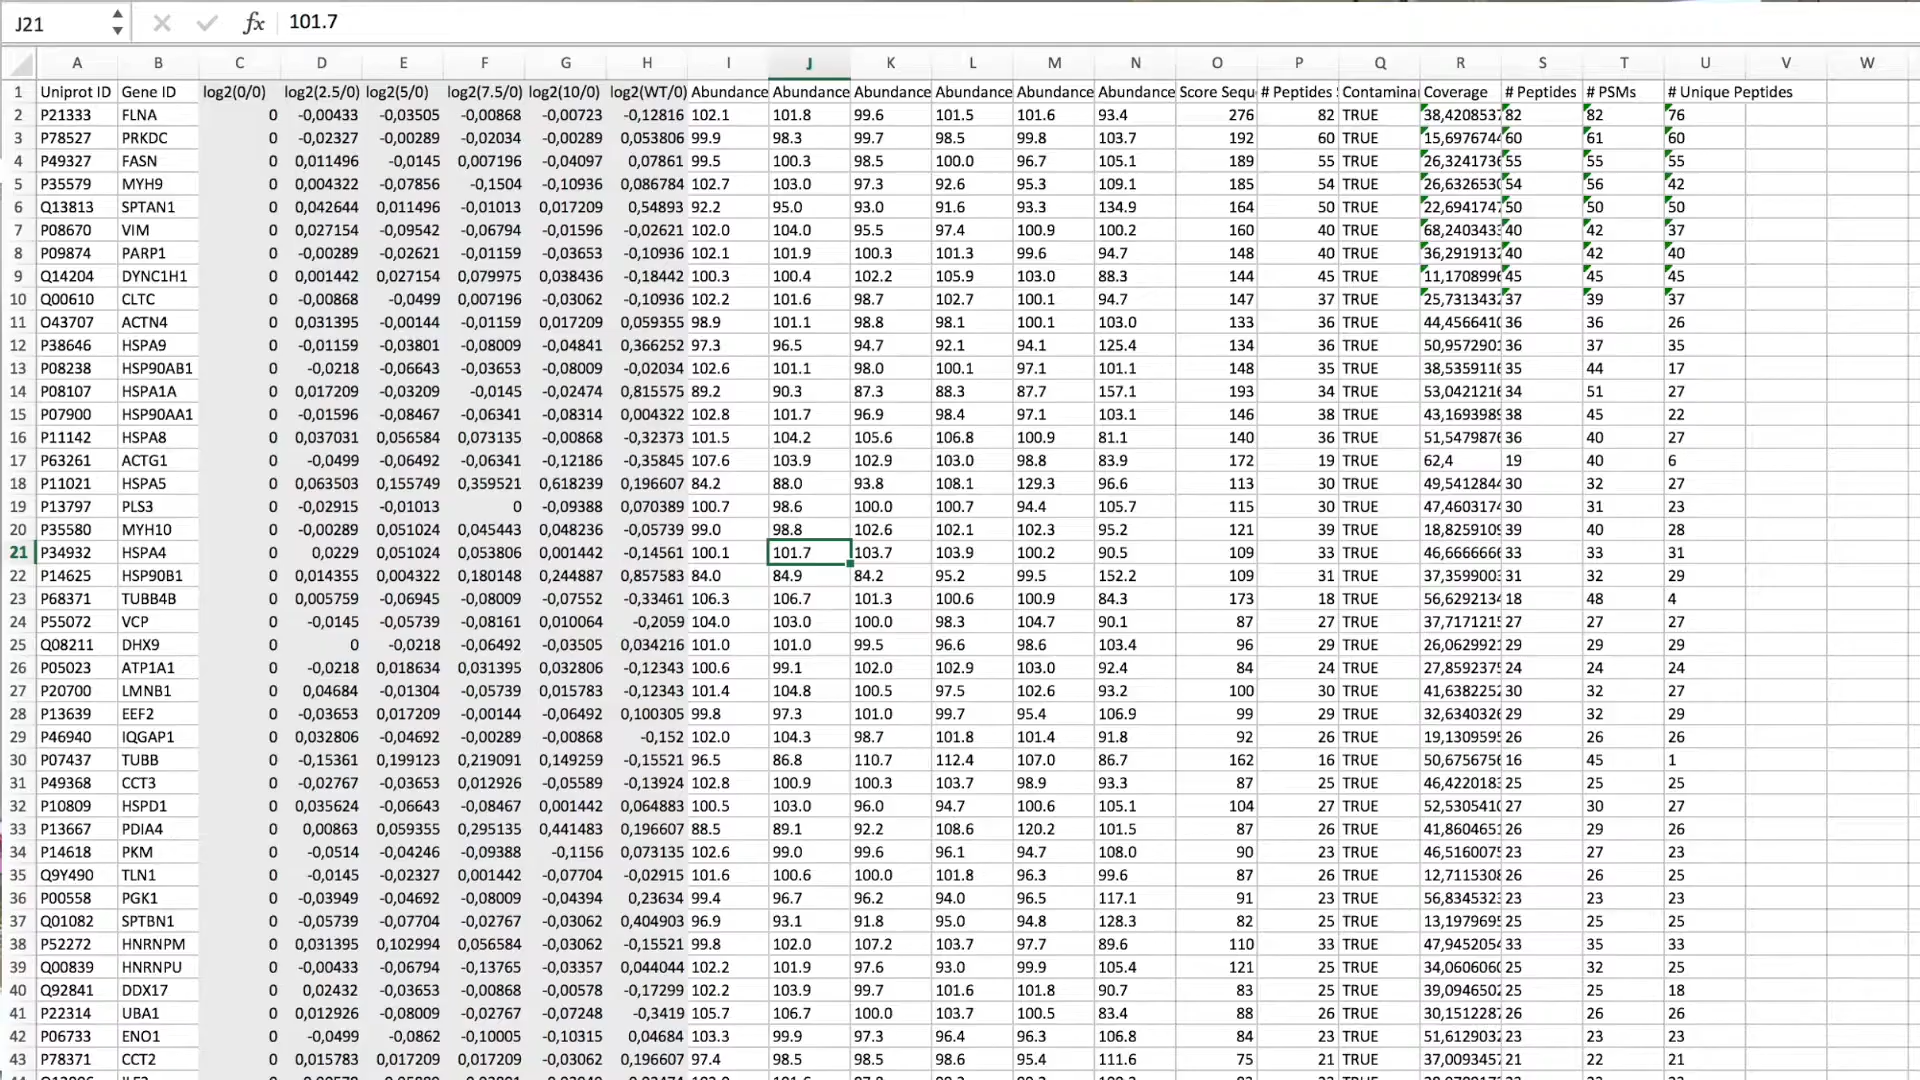 J21 fx 101.7
A B C D E F G H I J K L M N O P Q R S T U V W
1 Uniprot ID Gene ID log2(0/0) log2(2.5/0) log2(5/0) log2(7.5/0) log2(10/0) log2(WT/0) Abundance Abundance Abundance Abundance Abundance Abundance Score Sequ # Peptides Contamina Coverage # Peptides # PSMs # Unique Peptides
2 P21333 FLNA 0 -0,00433 -0,03505 -0,00868 -0,00723 -0,12816 102.1 101.8 99.6 101.5 101.6 93.4 276 82 TRUE 38,4208537 82 82 76
3 P78527 PRKDC 0 -0,02327 -0,00289 -0,02034 -0,00289 0,053806 99.9 98.3 99.7 98.5 99.8 103.7 192 60 TRUE 15,6976744 60 61 60
4 P49327 FASN 0 0,011496 -0,0145 0,007196 -0,04097 0,07861 99.5 100.3 98.5 100.0 96.7 105.1 189 55 TRUE 26,3241736 55 55 55
5 P35579 MYH9 0 0,004322 -0,07856 -0,1504 -0,10936 0,086784 102.7 103.0 97.3 92.6 95.3 109.1 185 54 TRUE 26,6326530 54 56 42
6 Q13813 SPTAN1 0 0,042644 0,011496 -0,01013 0,017209 0,54893 92.2 95.0 93.0 91.6 93.3 134.9 164 50 TRUE 22,6941747 50 50 50
7 P08670 VIM 0 0,027154 -0,09542 -0,06794 -0,01596 -0,02621 102.0 104.0 95.5 97.4 100.9 100.2 160 40 TRUE 68,2403433 40 42 37
8 P09874 PARP1 0 -0,00289 -0,02621 -0,01159 -0,03653 -0,10936 102.1 101.9 100.3 101.3 99.6 94.7 148 40 TRUE 36,2919132 40 42 40
9 Q14204 DYNC1H1 0 0,001442 0,027154 0,079975 0,038436 -0,18442 100.3 100.4 102.2 105.9 103.0 88.3 144 45 TRUE 11,1708996 45 45 45
10 Q00610 CLTC 0 -0,00868 -0,0499 0,007196 -0,03062 -0,10936 102.2 101.6 98.7 102.7 100.1 94.7 147 37 TRUE 25,7313432 37 39 37
11 O43707 ACTN4 0 0,031395 -0,00144 -0,01159 0,017209 0,059355 98.9 101.1 98.8 98.1 100.1 103.0 133 36 TRUE 44,4566410 36 36 26
12 P38646 HSPA9 0 -0,01159 -0,03801 -0,08009 -0,04841 0,366252 97.3 96.5 94.7 92.1 94.1 125.4 134 36 TRUE 50,9572901 36 37 35
13 P08238 HSP90AB1 0 -0,0218 -0,06643 -0,03653 -0,08009 -0,02034 102.6 101.1 98.0 100.1 97.1 101.1 148 35 TRUE 38,5359116 35 44 17
14 P08107 HSPA1A 0 0,017209 -0,03209 -0,0145 -0,02474 0,815575 89.2 90.3 87.3 88.3 87.7 157.1 193 34 TRUE 53,0421216 34 51 27
15 P07900 HSP90AA1 0 -0,01596 -0,08467 -0,06341 -0,08314 0,004322 102.8 101.7 96.9 98.4 97.1 103.1 146 38 TRUE 43,1693989 38 45 22
16 P11142 HSPA8 0 0,037031 0,056584 0,073135 -0,00868 -0,32373 101.5 104.2 105.6 106.8 100.9 81.1 140 36 TRUE 51,5479876 36 40 27
17 P63261 ACTG1 0 -0,0499 -0,06492 -0,06341 -0,12186 -0,35845 107.6 103.9 102.9 103.0 98.8 83.9 172 19 TRUE 62,4 19 40 6
18 P11021 HSPA5 0 0,063503 0,155749 0,359521 0,618239 0,196607 84.2 88.0 93.8 108.1 129.3 96.6 113 30 TRUE 49,5412844 30 32 27
19 P13797 PLS3 0 -0,02915 -0,01013 0 -0,09388 0,070389 100.7 98.6 100.0 100.7 94.4 105.7 115 30 TRUE 47,4603174 30 31 23
20 P35580 MYH10 0 -0,00289 0,051024 0,045443 0,048236 -0,05739 99.0 98.8 102.6 102.1 102.3 95.2 121 39 TRUE 18,8259109 39 40 28
21 P34932 HSPA4 0 0,0229 0,051024 0,053806 0,001442 -0,14561 100.1 101.7 103.7 103.9 100.2 90.5 109 33 TRUE 46,6666666 33 33 31
22 P14625 HSP90B1 0 0,014355 0,004322 0,180148 0,244887 0,857583 84.0 84.9 84.2 95.2 99.5 152.2 109 31 TRUE 37,3599003 31 32 29
23 P68371 TUBB4B 0 0,005759 -0,06945 -0,08009 -0,07552 -0,33461 106.3 106.7 101.3 100.6 100.9 84.3 173 18 TRUE 56,6292134 18 48 4
24 P55072 VCP 0 -0,0145 -0,05739 -0,08161 0,010064 -0,2059 104.0 103.0 100.0 98.3 104.7 90.1 87 27 TRUE 37,7171215 27 27 27
25 Q08211 DHX9 0 0 -0,0218 -0,06492 -0,03505 0,034216 101.0 101.0 99.5 96.6 98.6 103.4 96 29 TRUE 26,0629921 29 29 29
26 P05023 ATP1A1 0 -0,0218 0,018634 0,031395 0,032806 -0,12343 100.6 99.1 102.0 102.9 103.0 92.4 84 24 TRUE 27,8592375 24 24 24
27 P20700 LMNB1 0 0,04684 -0,01304 -0,05739 0,015783 -0,12343 101.4 104.8 100.5 97.5 102.6 93.2 100 30 TRUE 41,6382252 30 32 27
28 P13639 EEF2 0 -0,03653 0,017209 -0,00144 -0,06492 0,100305 99.8 97.3 101.0 99.7 95.4 106.9 99 29 TRUE 32,6340326 29 32 29
29 P46940 IQGAP1 0 0,032806 -0,04692 -0,00289 -0,00868 -0,152 102.0 104.3 98.7 101.8 101.4 91.8 92 26 TRUE 19,1309595 26 26 26
30 P07437 TUBB 0 -0,15361 0,199123 0,219091 0,149259 -0,15521 96.5 86.8 110.7 112.4 107.0 86.7 162 16 TRUE 50,6756756 16 45 1
31 P49368 CCT3 0 -0,02767 -0,03653 0,012926 -0,05589 -0,13924 102.8 100.9 100.3 103.7 98.9 93.3 87 25 TRUE 46,4220183 25 25 25
32 P10809 HSPD1 0 0,035624 -0,06643 -0,08467 0,001442 0,064883 100.5 103.0 96.0 94.7 100.6 105.1 104 27 TRUE 52,5305410 27 30 27
33 P13667 PDIA4 0 0,00863 0,059355 0,295135 0,441483 0,196607 88.5 89.1 92.2 108.6 120.2 101.5 87 26 TRUE 41,8604651 26 29 26
34 P14618 PKM 0 -0,0514 -0,04246 -0,09388 -0,1156 0,073135 102.6 99.0 99.6 96.1 94.7 108.0 90 23 TRUE 46,5160075 23 27 23
35 Q9Y490 TLN1 0 -0,0145 -0,02327 0,001442 -0,07704 -0,02915 101.6 100.6 100.0 101.8 96.3 99.6 87 26 TRUE 12,7115308 26 26 25
36 P00558 PGK1 0 -0,03949 -0,04692 -0,08009 -0,04394 0,23634 99.4 96.7 96.2 94.0 96.5 117.1 91 23 TRUE 56,8345323 23 23 23
37 Q01082 SPTBN1 0 -0,05739 -0,07704 -0,02767 -0,03062 0,404903 96.9 93.1 91.8 95.0 94.8 128.3 82 25 TRUE 13,1979695 25 25 25
38 P52272 HNRNPM 0 0,031395 0,102994 0,056584 -0,03062 -0,15521 99.8 102.0 107.2 103.7 97.7 89.6 110 33 TRUE 47,9452054 33 35 33
39 Q00839 HNRNPU 0 -0,00433 -0,06794 -0,13765 -0,03357 0,044044 102.2 101.9 97.6 93.0 99.9 105.4 121 25 TRUE 34,0606060 25 32 25
40 Q92841 DDX17 0 0,02432 -0,03653 -0,00868 -0,00578 -0,17299 102.2 103.9 99.7 101.6 101.8 90.7 83 25 TRUE 39,0946502 25 25 18
41 P22314 UBA1 0 0,012926 -0,08009 -0,02767 -0,07248 -0,3419 105.7 106.7 100.0 103.7 100.5 83.4 88 26 TRUE 30,1512287 26 26 26
42 P06733 ENO1 0 -0,0499 -0,0862 -0,10005 -0,10315 0,04684 103.3 99.9 97.3 96.4 96.3 106.8 84 23 TRUE 51,6129032 23 23 23
43 P78371 CCT2 0 0,015783 0,017209 0,017209 -0,03062 0,196607 97.4 98.5 98.5 98.6 95.4 111.6 75 21 TRUE 37,0093457 21 22 21